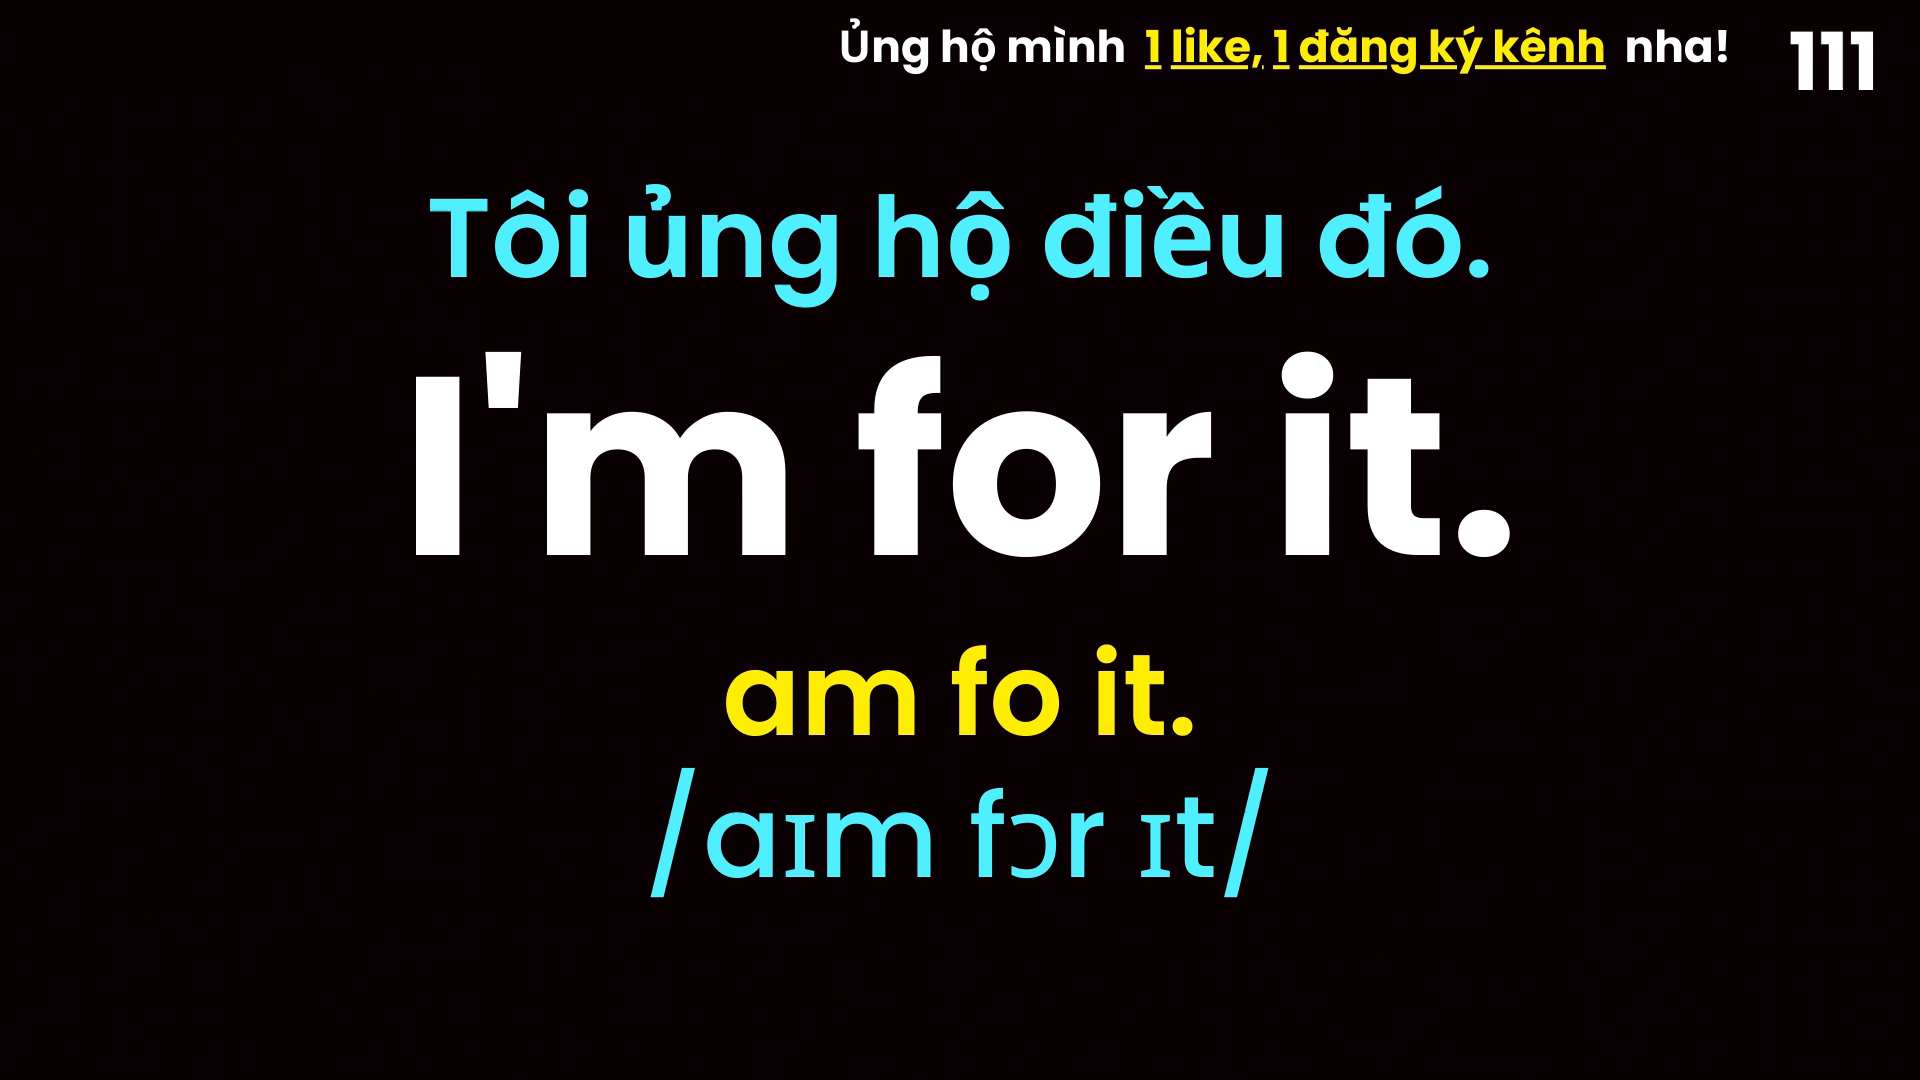 Ủng hộ mình 1 like, 1 đăng ký kênh nha! 111
Tôi ủng hộ điều đó.
I'm for it.
am fo it.
/aɪm fɔr ɪt/